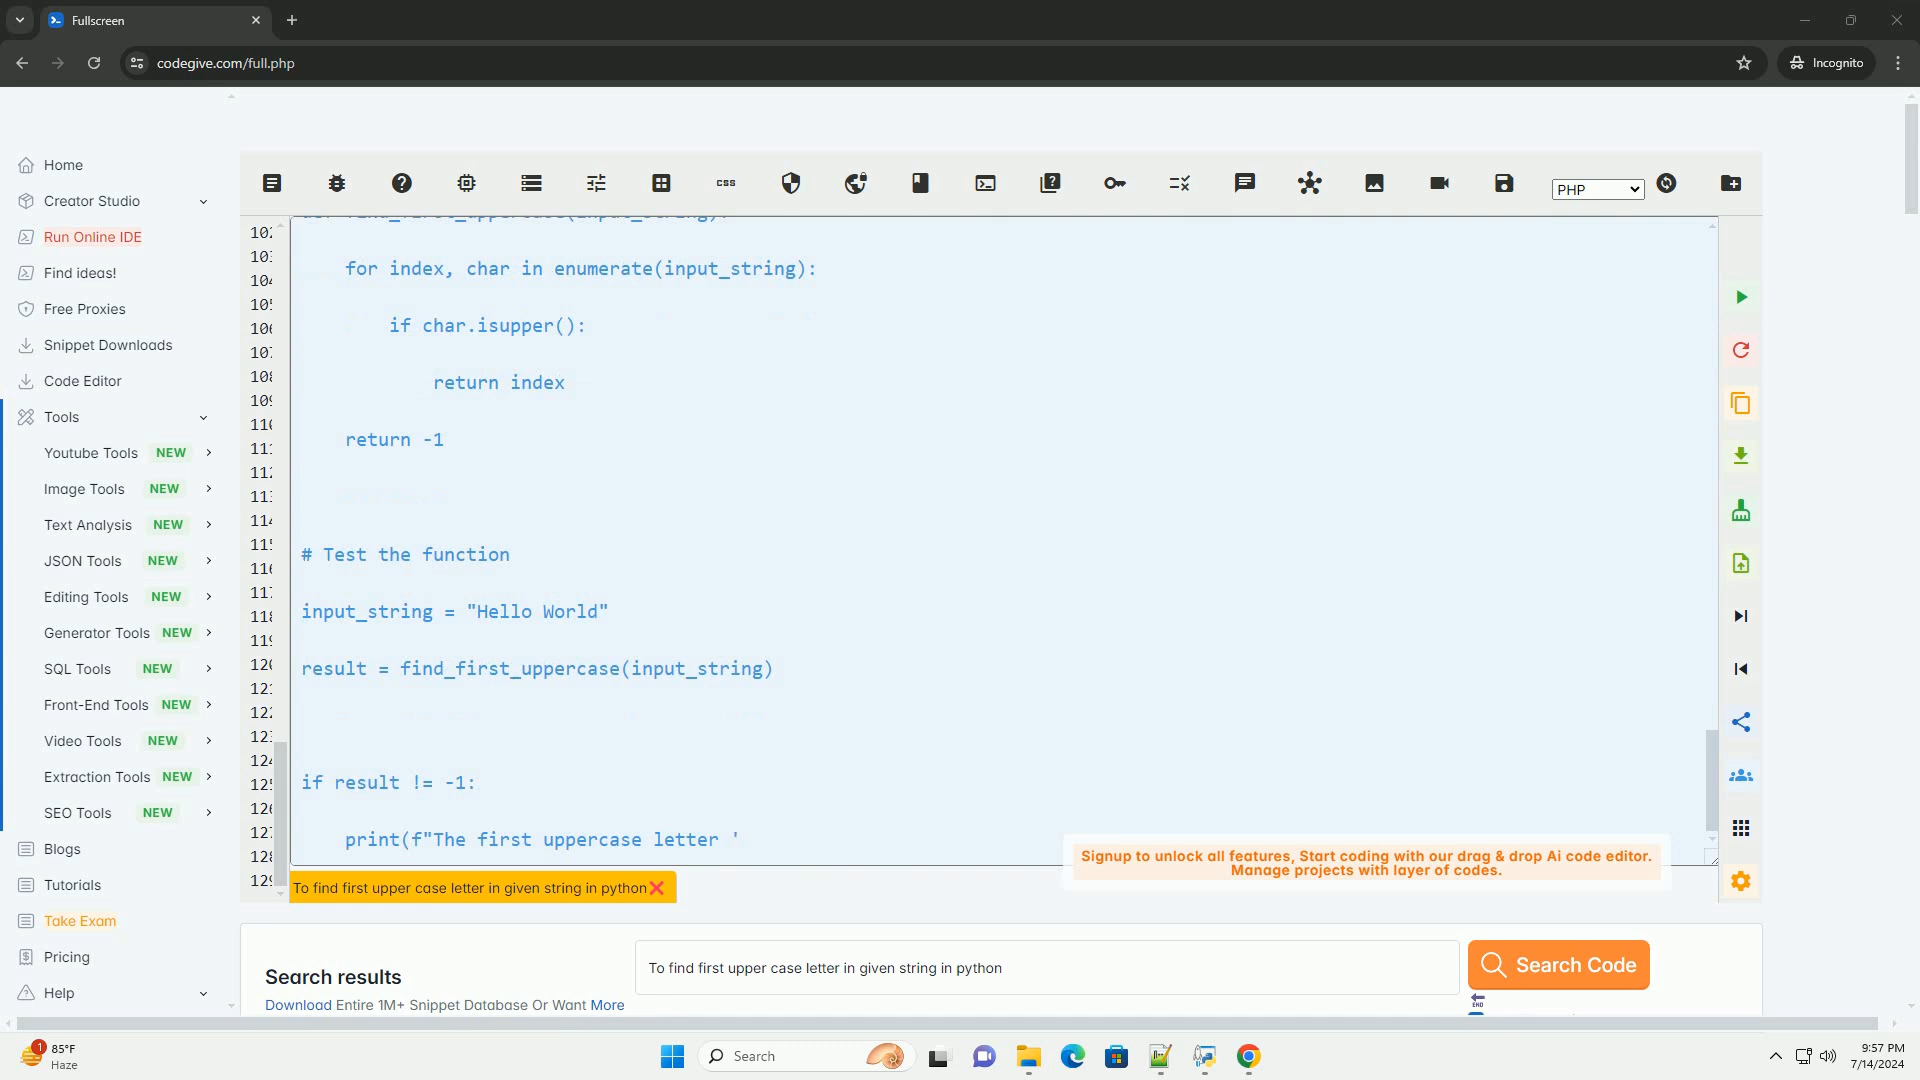 Fullscreen
codegive.com/full.php
Incognito
Home
Creator Studio
Run Online IDE
Find ideas!
Free Proxies
Snippet Downloads
Code Editor
Tools
Youtube Tools NEW
Image Tools NEW
Text Analysis NEW
JSON Tools NEW
Editing Tools NEW
Generator Tools NEW
SQL Tools NEW
Front-End Tools NEW
Video Tools NEW
Extraction Tools NEW
SEO Tools NEW
Blogs
Tutorials
Take Exam
Pricing
Help
css
PHP
for index, char in enumerate(input_string):
if char.isupper():
return index
return -1
# Test the function
input_string = "Hello World"
result = find_first_uppercase(input_string)
if result != -1:
print(f"The first uppercase letter '
Signup to unlock all features, Start coding with our drag & drop Ai code editor.
Manage projects with layer of codes.
To find first upper case letter in given string in python
Search results
To find first upper case letter in given string in python
Search Code
Download Entire 1M+ Snippet Database Or Want More
END
1
85°F
Haze
Search
9:57 PM
7/14/2024